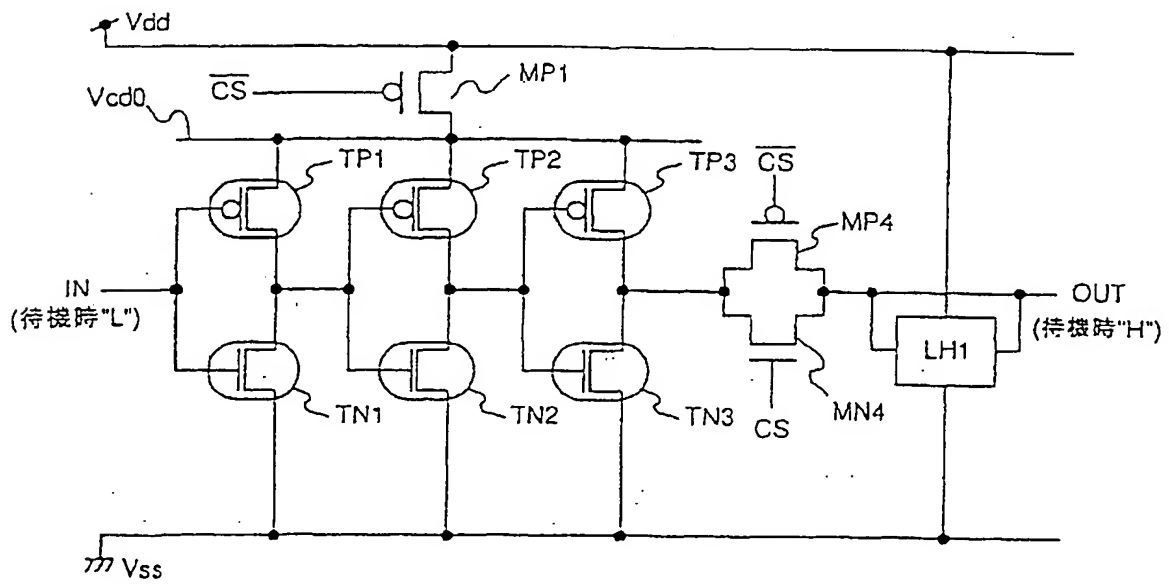 Vdd
CS
MP1
Vcd0
TP1
TP2
TP3
CS
MP4
IN
(待機時"L")
OUT
(待機時"H")
LH1
TN1
TN2
TN3
MN4
CS
Vss